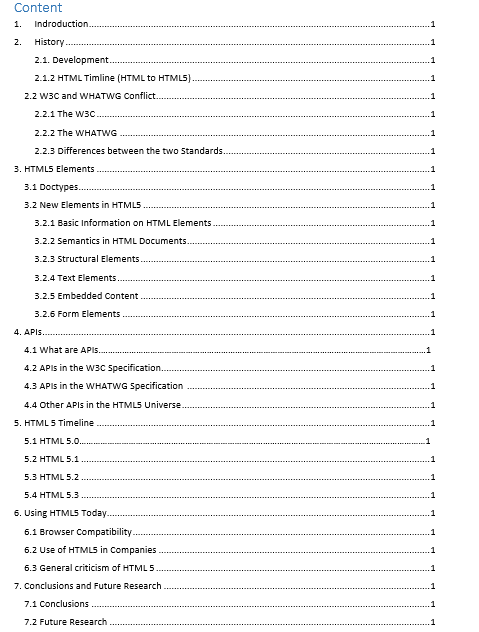 Content
1. Indroduction 1
2. History 1
2.1. Development 1
2.1.2 HTML Timline (HTML to HTML5) 1
2.2 W3C and WHATWG Conflict 1
2.2.1 The W3C 1
2.2.2 The WHATWG 1
2.2.3 Differences between the two Standards 1
3. HTML5 Elements 1
3.1 Doctypes 1
3.2 New Elements in HTML5 1
3.2.1 Basic Information on HTML Elements 1
3.2.2 Semantics in HTML Documents 1
3.2.3 Structural Elements 1
3.2.4 Text Elements 1
3.2.5 Embedded Content 1
3.2.6 Form Elements 1
4. APIs 1
4.1 What are APIs 1
4.2 APIs in the W3C Specification 1
4.3 APIs in the WHATWG Specification 1
4.4 Other APIs in the HTML5 Universe 1
5. HTML 5 Timeline 1
5.1 HTML 5.0 1
5.2 HTML 5.1 1
5.3 HTML 5.2 1
5.4 HTML 5.3 1
6. Using HTML5 Today 1
6.1 Browser Compatibility 1
6.2 Use of HTML5 in Companies 1
6.3 General criticism of HTML 5 1
7. Conclusions and Future Research 1
7.1 Conclusions 1
7.2 Future Research 1